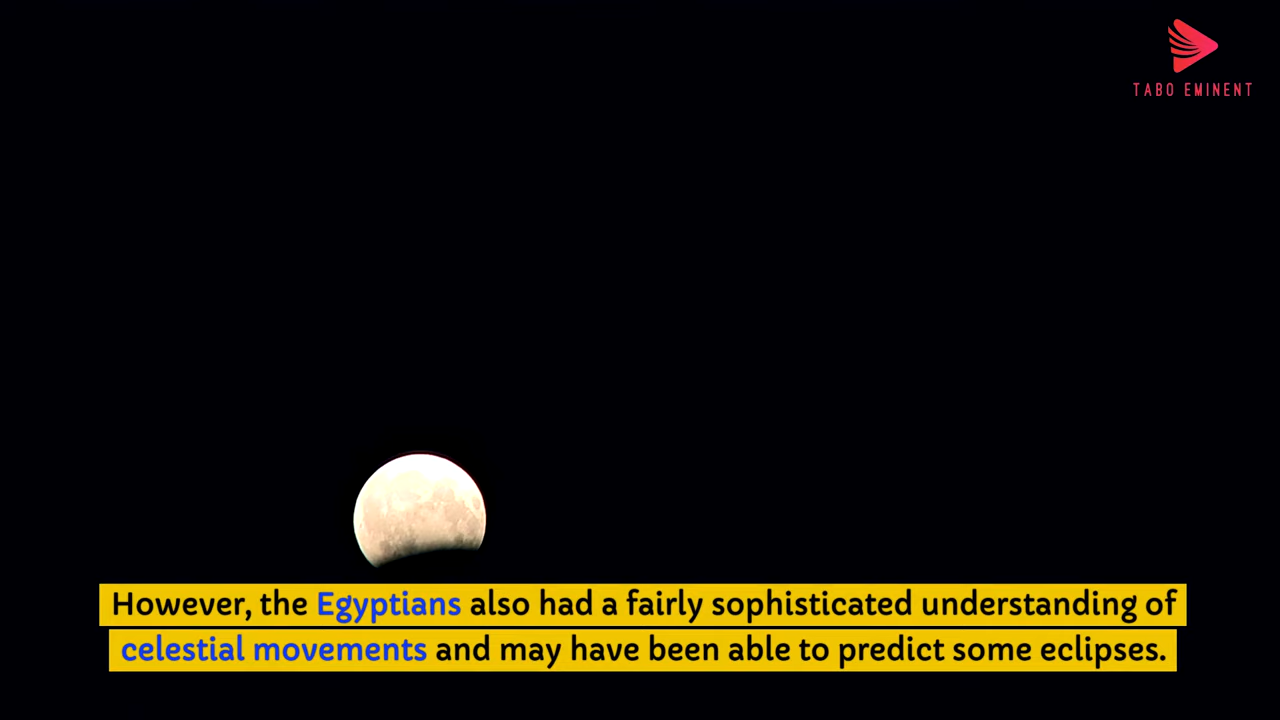 TABO EMINENT
However, the Egyptians also had a fairly sophisticated understanding of
celestial movements and may have been able to predict some eclipses.